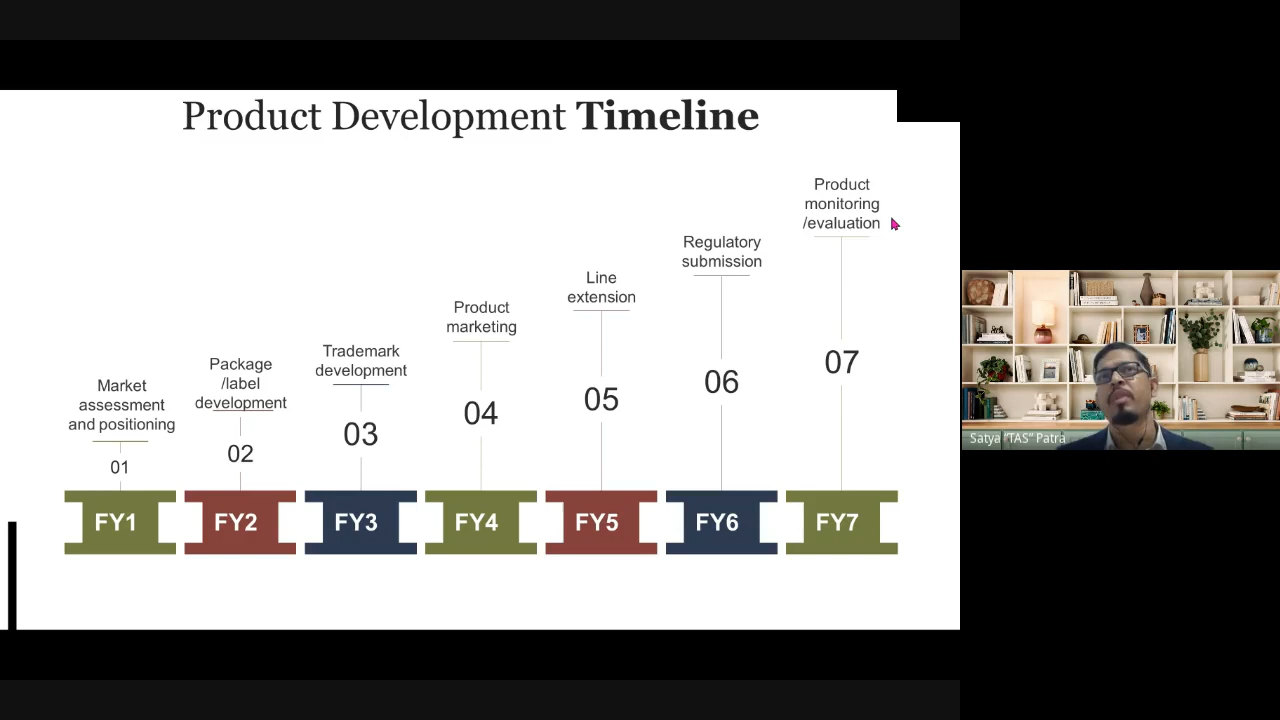 Product Development Timeline
Market
assessment
and positioning
01
Package
/label
development
02
Trademark
development
03
Product
marketing
04
Line
extension
05
Regulatory
submission
06
Product
monitoring
/evaluation
07
FY1
FY2
FY3
FY4
FY5
FY6
FY7
Satya "TAS" Patra